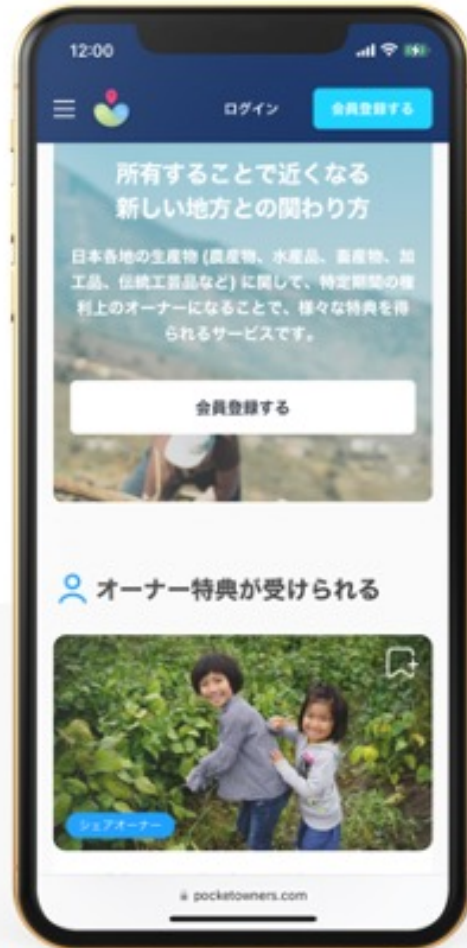 12:00
ログイン
会員登録する
所有することで近くなる
新しい地方との関わり方
日本各地の生産物 (農産物、水産品、畜産物、加
工品、伝統工芸品など) に関して、特定期間の権
利上のオーナーになることで、様々な特典を得
られるサービスです。
会員登録する
オーナー特典が受けられる
シェアオーナー
pocketowners.com